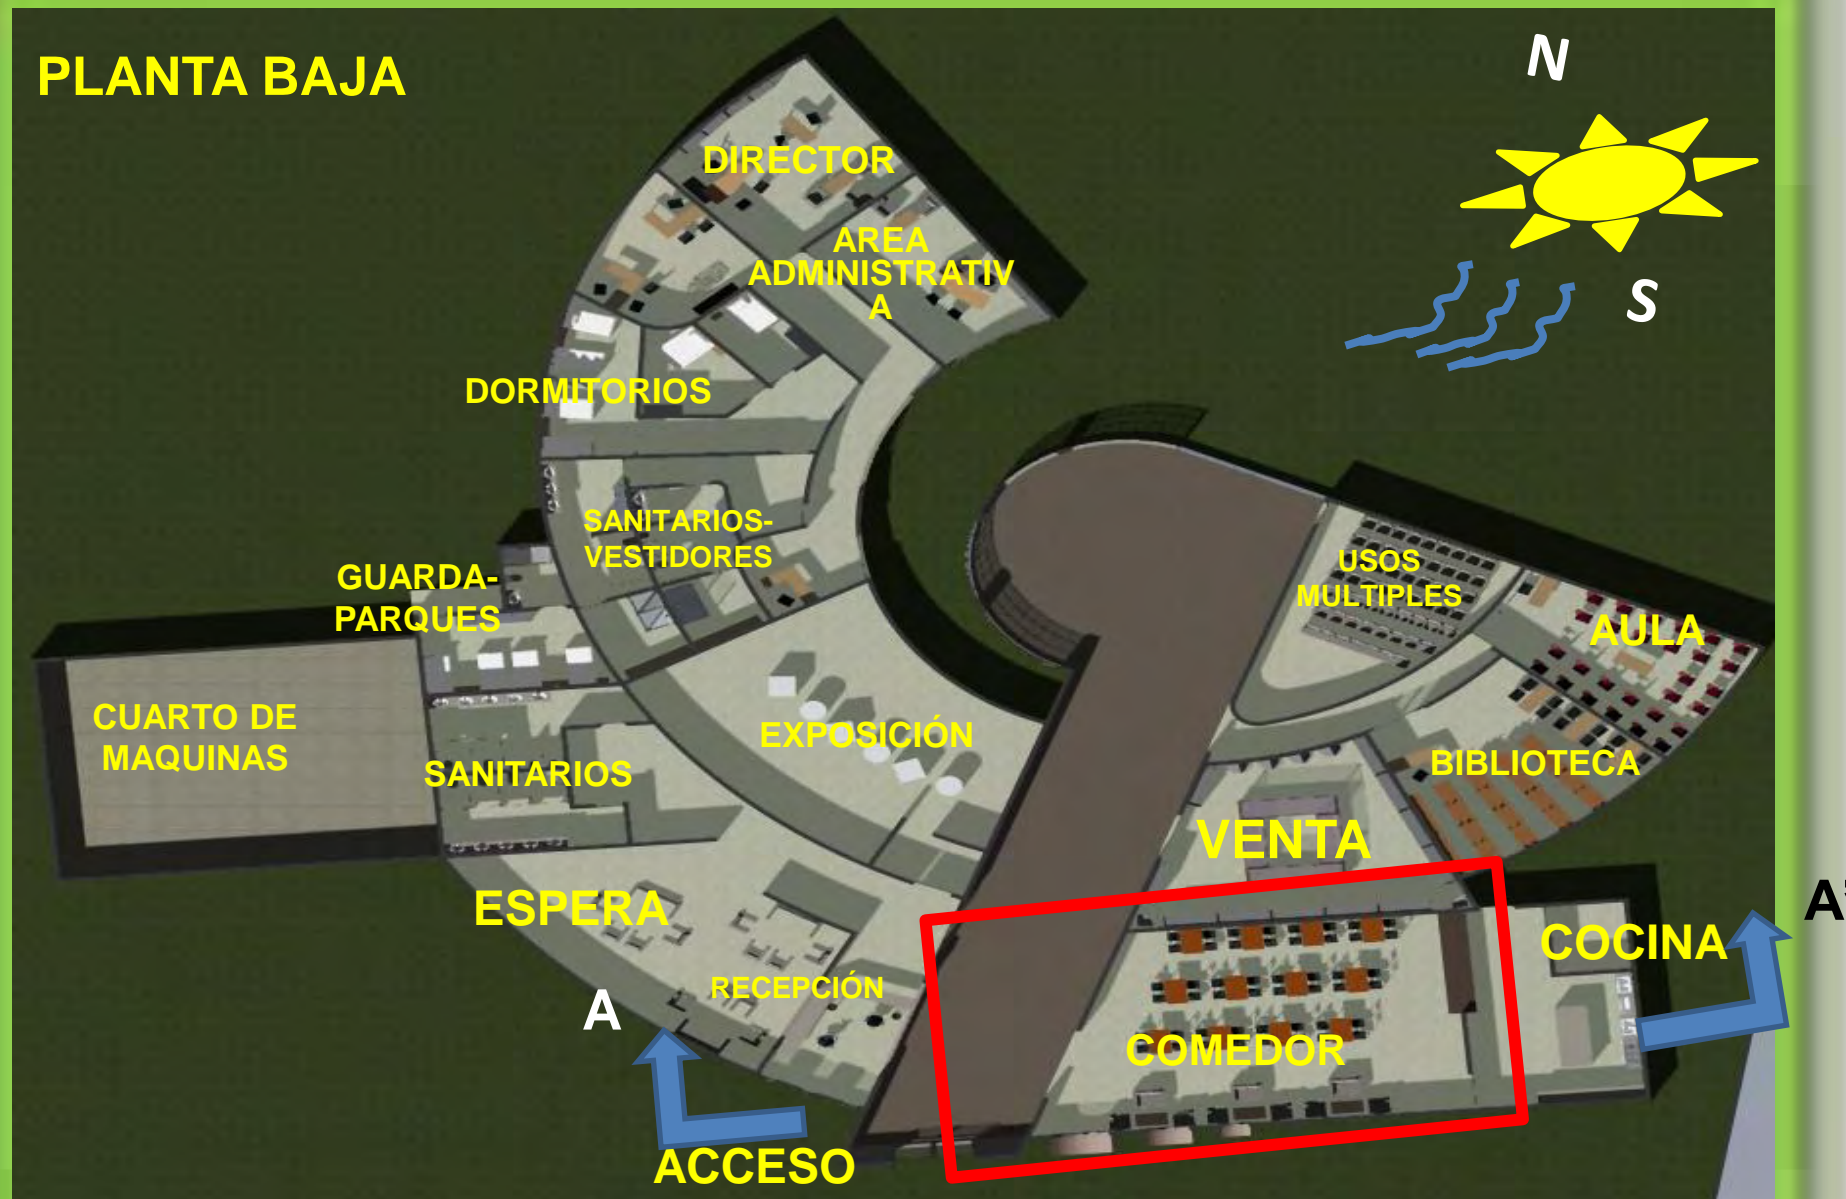 PLANTA BAJA
N
DIRECTOR
AREA
ADMINISTRATIV
A
S
DORMITORIOS
SANITARIOS-
VESTIDORES
GUARDA-
PARQUES
USOS
MULTIPLES
AULA
CUARTO DE
MAQUINAS
EXPOSICIÓN
SANITARIOS
BIBLIOTECA
VENTA
ESPERA
A'
COCINA
RECEPCIÓN
A
COMEDOR
ACCESO